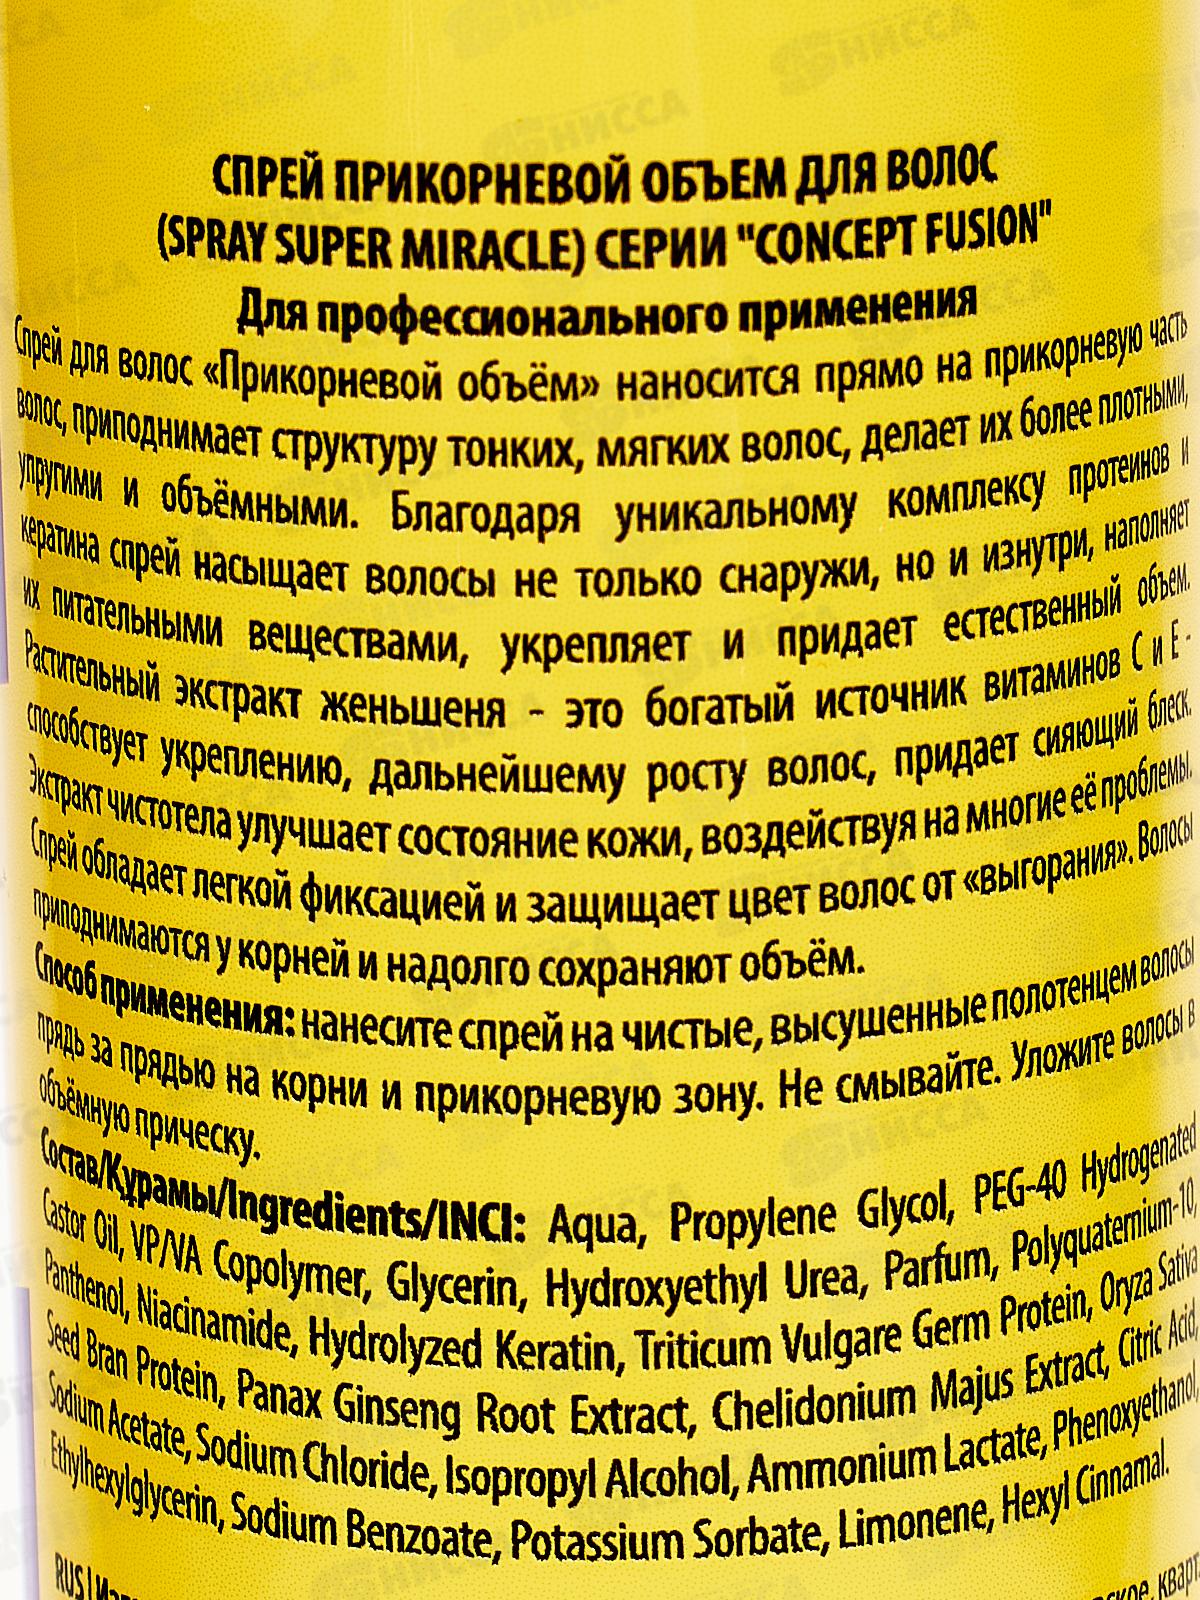 СПРЕЙ ПРИКОРНЕВОЙ ОБЪЕМ ДЛЯ ВОЛОС
(SPRAY SUPER MIRACLE) СЕРИИ "CONCEPT FUSION"
Для профессионального применения
Спрей для волос «Прикорневой объём» наносится прямо на прикорневую часть
волос, приподнимает структуру тонких, мягких волос, делает их более плотными,
упругими и объёмными. Благодаря уникальному комплексу протеинов и
кератина спрей насыщает волосы не только снаружи, но и изнутри, наполняет
их питательными веществами, укрепляет и придает естественный объем.
Растительный экстракт женьшеня - это богатый источник витаминов С и Е -
способствует укреплению, дальнейшему росту волос, придает сияющий блеск.
Экстракт чистотела улучшает состояние кожи, воздействуя на многие её проблемы.
Спрей обладает легкой фиксацией и защищает цвет волос от «выгорания». Волосы
приподнимаются у корней и надолго сохраняют объём.
Способ применения: нанесите спрей на чистые, высушенные полотенцем волосы
прядь за прядью на корни и прикорневую зону. Не смывайте. Уложите волосы в
объёмную прическу.
Состав/Құрамы/Ingredients/INCI: Aqua, Propylene Glycol, PEG-40 Hydrogenated
Castor Oil, VP/VA Copolymer, Glycerin, Hydroxyethyl Urea, Parfum, Polyquaternium-10,
Panthenol, Niacinamide, Hydrolyzed Keratin, Triticum Vulgare Germ Protein, Oryza Sativa
Seed Bran Protein, Panax Ginseng Root Extract, Chelidonium Majus Extract, Citric Acid,
Sodium Acetate, Sodium Chloride, Isopropyl Alcohol, Ammonium Lactate, Phenoxyethanol,
Ethylhexylglycerin, Sodium Benzoate, Potassium Sorbate, Limonene, Hexyl Cinnamal.
RUS |